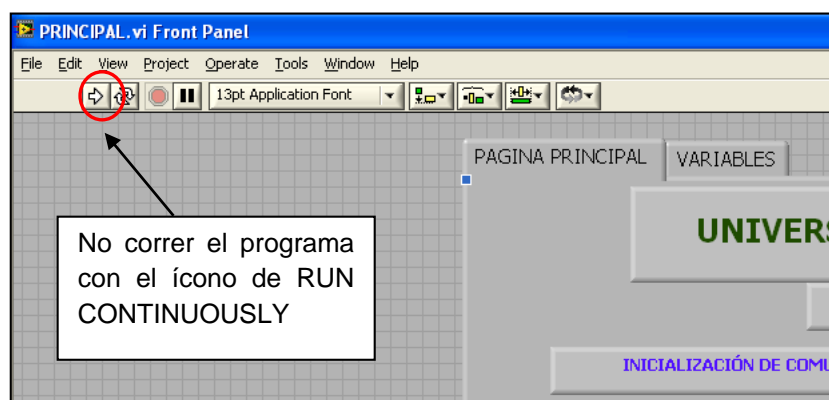 PRINCIPAL.vi Front Panel
File Edit View Project Operate Tools Window Help
13pt Application Font
PAGINA PRINCIPAL VARIABLES
No correr el programa
con el ícono de RUN
CONTINUOUSLY